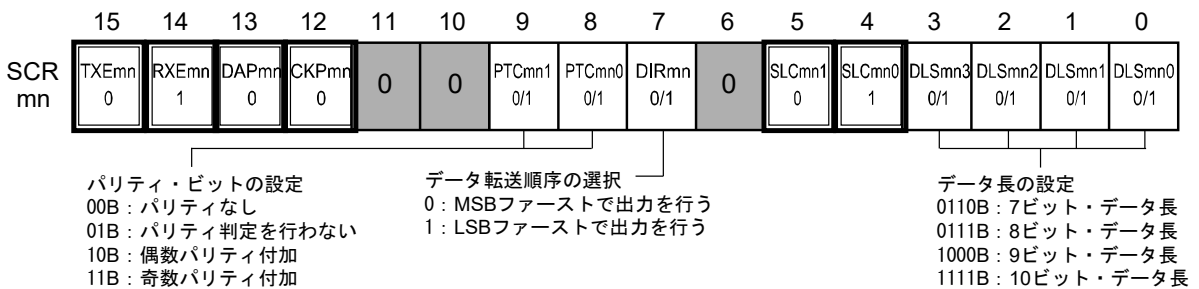 15 14 13 12 11 10 9 8 7 6 5 4 3 2 1 0
SCR
mn
TXEmn RXEmn DAPmn CKPmn 0 0 PTCmn1 PTCmn0 DIRmn 0 SLCmn1 SLCmn0 DLSmn3 DLSmn2 DLSmn1 DLSmn0
0 1 0 0 0/1 0/1 0/1 0 1 0/1 0/1 0/1 0/1
パリティ・ビットの設定
00B：パリティなし
01B：パリティ判定を行わない
10B：偶数パリティ付加
11B：奇数パリティ付加
データ転送順序の選択
0：MSBファーストで出力を行う
1：LSBファーストで出力を行う
データ長の設定
0110B：7ビット・データ長
0111B：8ビット・データ長
1000B：9ビット・データ長
1111B：10ビット・データ長